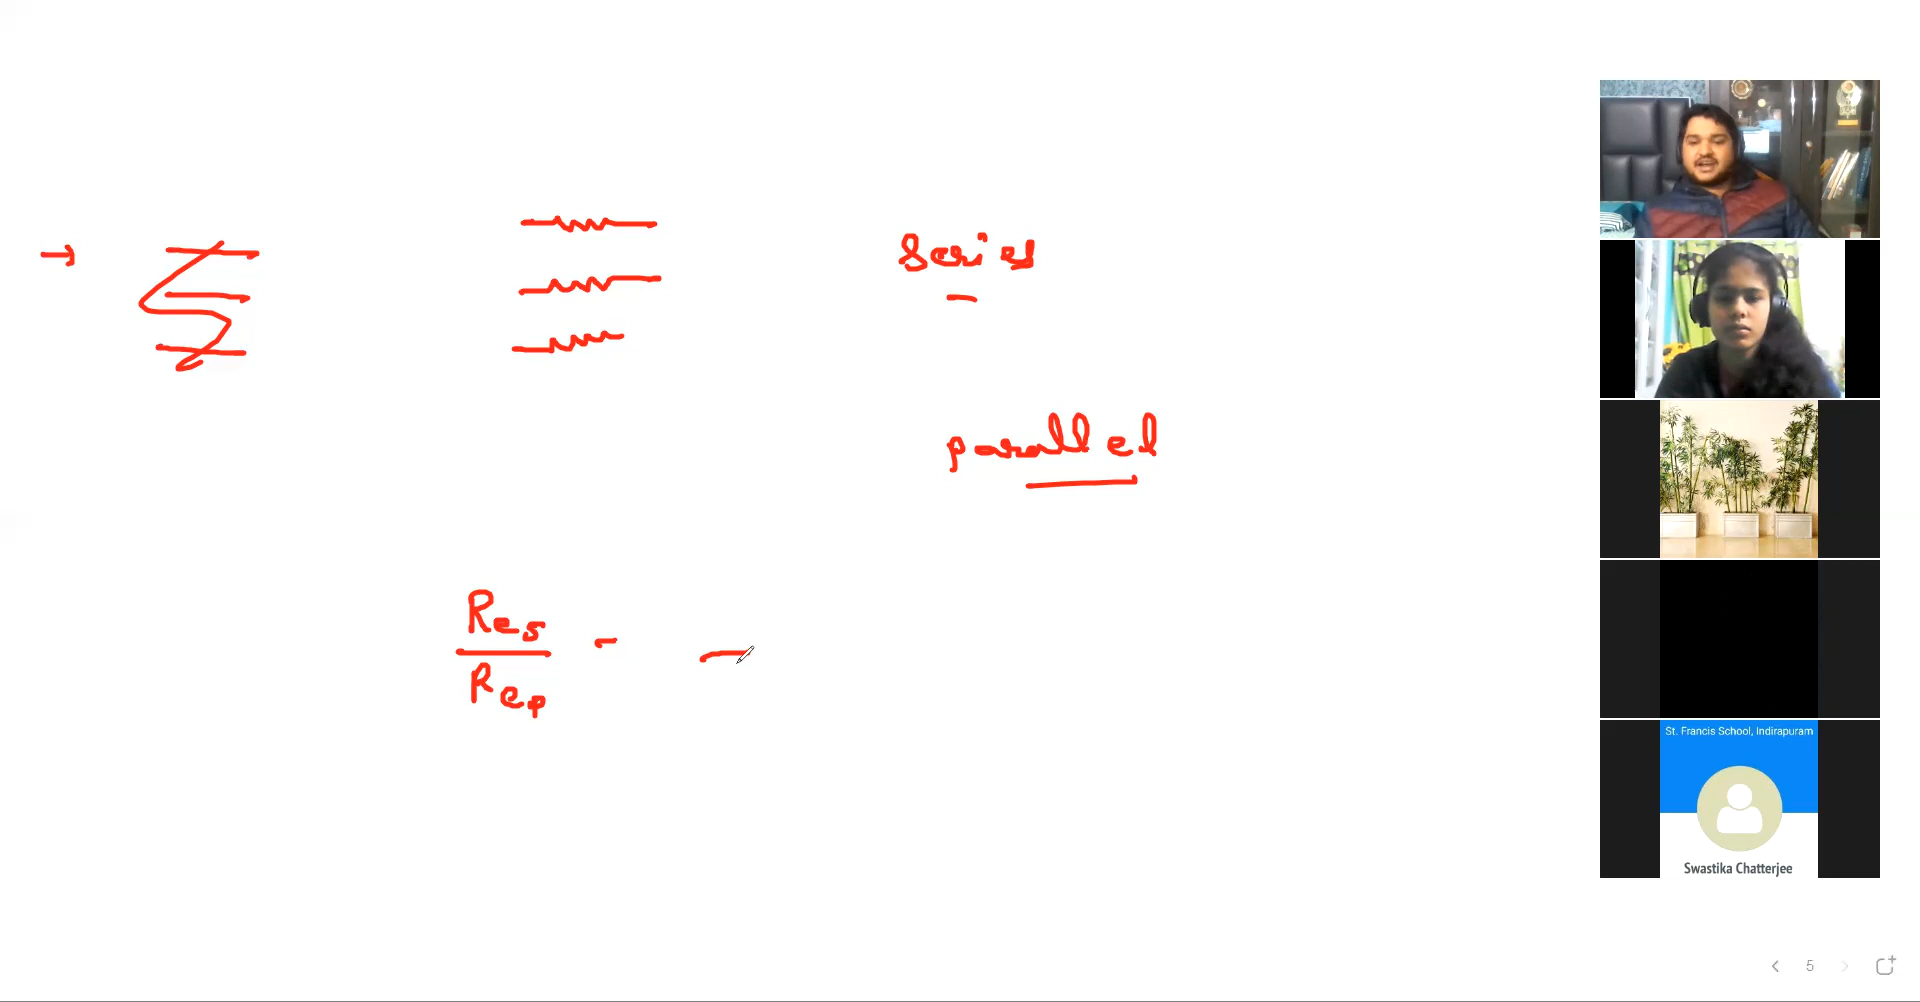 Series
parallel
Res
Rep
-
St. Francis School, Indirapuram
Swastika Chatterjee
5